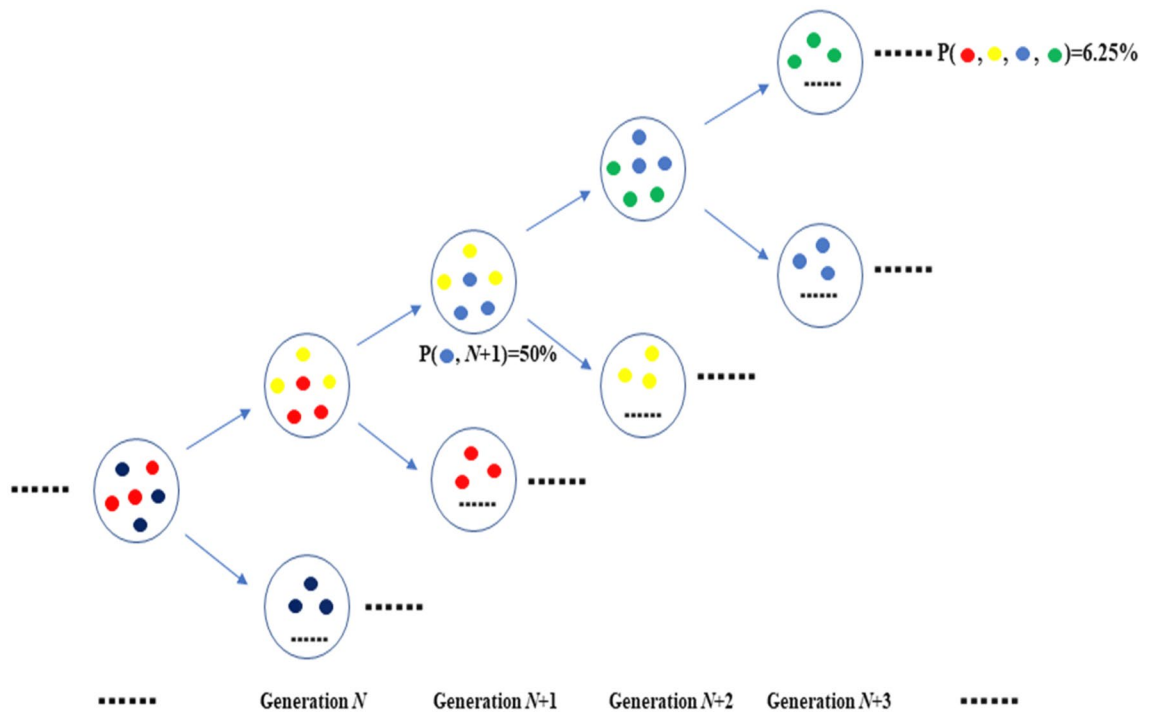 P( , , , )=6.25%
P( , N+1)=50%
Generation N
Generation N+1
Generation N+2
Generation N+3